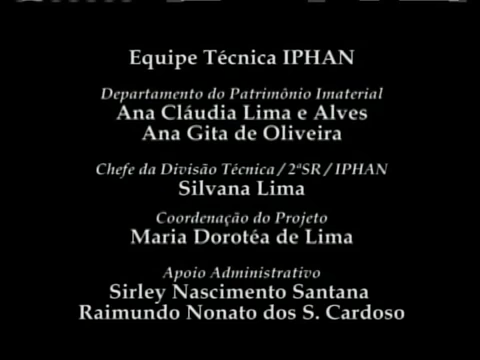 Equipe Técnica IPHAN
Departamento do Patrimônio Imaterial
Ana Cláudia Lima e Alves
Ana Gita de Oliveira
Chefe da Divisão Técnica / 2ªSR / IPHAN
Silvana Lima
Coordenação do Projeto
Maria Dorotéa de Lima
Apoio Administrativo
Sirley Nascimento Santana
Raimundo Nonato dos S. Cardoso